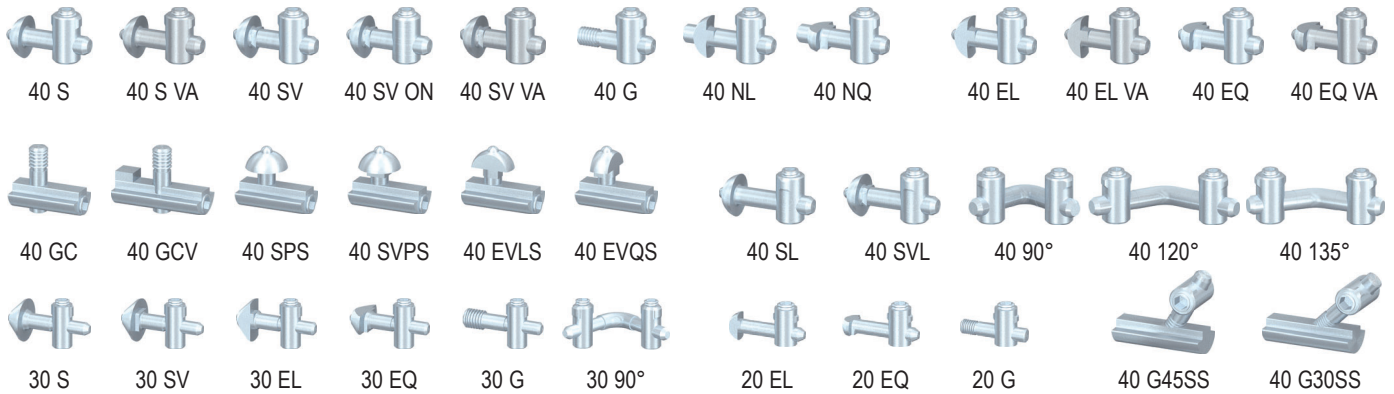 40 S 40 S VA 40 SV 40 SV ON 40 SV VA 40 G 40 NL 40 NQ 40 EL 40 EL VA 40 EQ 40 EQ VA
40 GC 40 GCV 40 SPS 40 SVPS 40 EVLS 40 EVQS 40 SL 40 SVL 40 90° 40 120° 40 135°
30 S 30 SV 30 EL 30 EQ 30 G 30 90° 20 EL 20 EQ 20 G 40 G45SS 40 G30SS